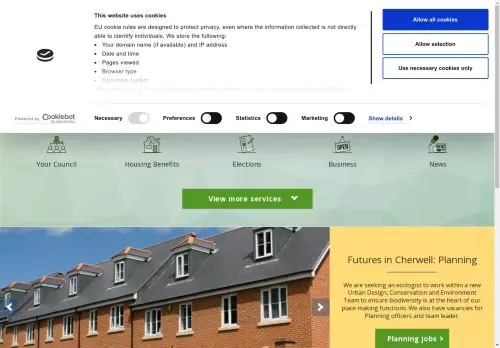 This website uses cookies
EU cookie rules are designed to protect privacy, even where the information collected is not directly
able to identify individuals. We store the following:
• Your domain name (if available) and IP address
• Date and time
• Pages viewed
• Browser type
• Operating system
Allow all cookies
Allow selection
Use necessary cookies only
Powered by Cookiebot
by Usercentrics
Necessary
Preferences
Statistics
Marketing
Show details
Your Council
Housing Benefits
Elections
OPEN
Business
News
View more services
Futures in Cherwell: Planning
We are seeking an ecologist to work within a new
Urban Design, Conservation and Environment
Team to ensure biodiversity is at the heart of our
place making functions. We also have vacancies for
Planning officers and team leader.
Planning jobs